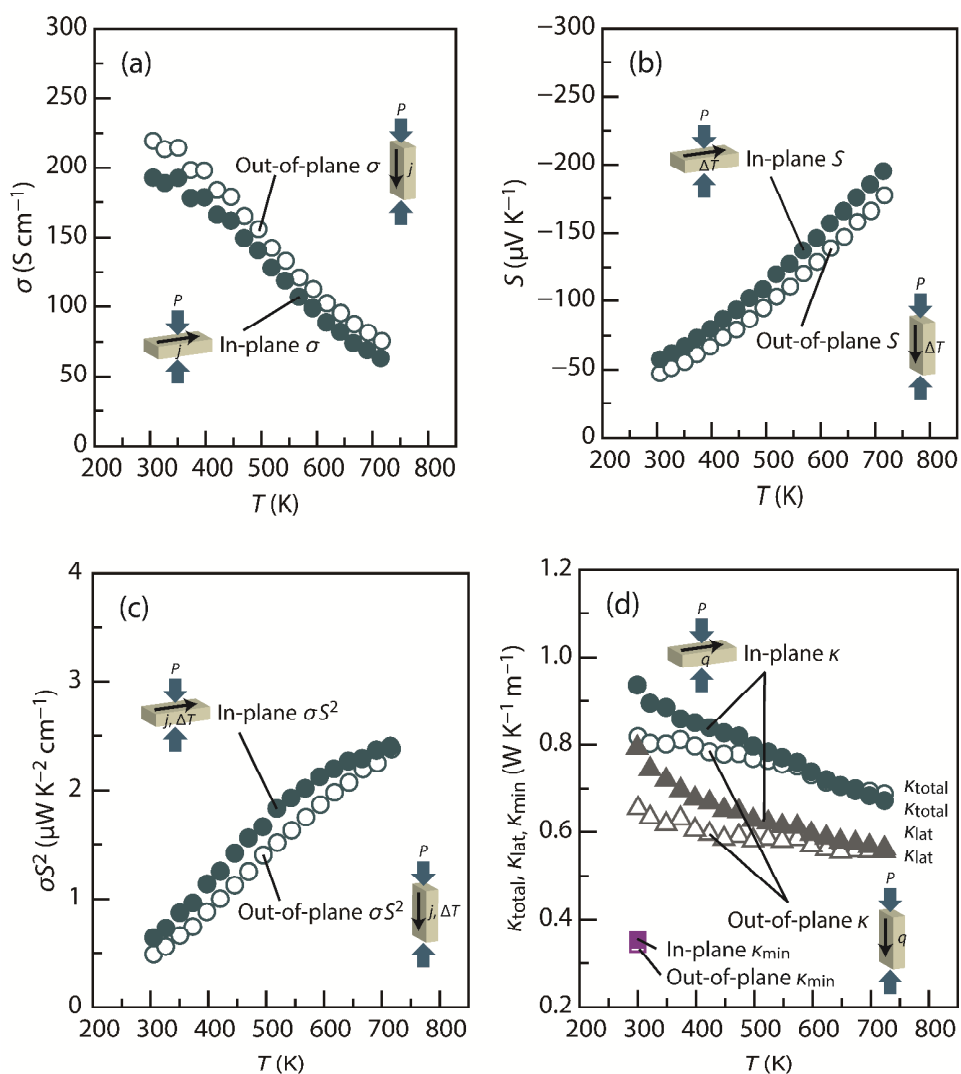 (a)
300
250
200
150
100
50
0
σ (S cm⁻¹)
P
j
Out-of-plane σ
P
j
In-plane σ
200 300 400 500 600 700 800
T (K)
(b)
−300
−250
−200
−150
−100
−50
0
S (μV K⁻¹)
P
ΔT
In-plane S
P
ΔT
Out-of-plane S
200 300 400 500 600 700 800
T (K)
(c)
4
3
2
1
0
σS² (μW K⁻² cm⁻¹)
P
j, ΔT
In-plane σS²
P
j, ΔT
Out-of-plane σS²
200 300 400 500 600 700 800
T (K)
(d)
1.2
1.0
0.8
0.6
0.4
0.2
κtotal, κlat, κmin (W K⁻¹ m⁻¹)
P
q
In-plane κ
κtotal
κtotal
κlat
κlat
P
q
Out-of-plane κ
In-plane κmin
Out-of-plane κmin
200 300 400 500 600 700 800
T (K)